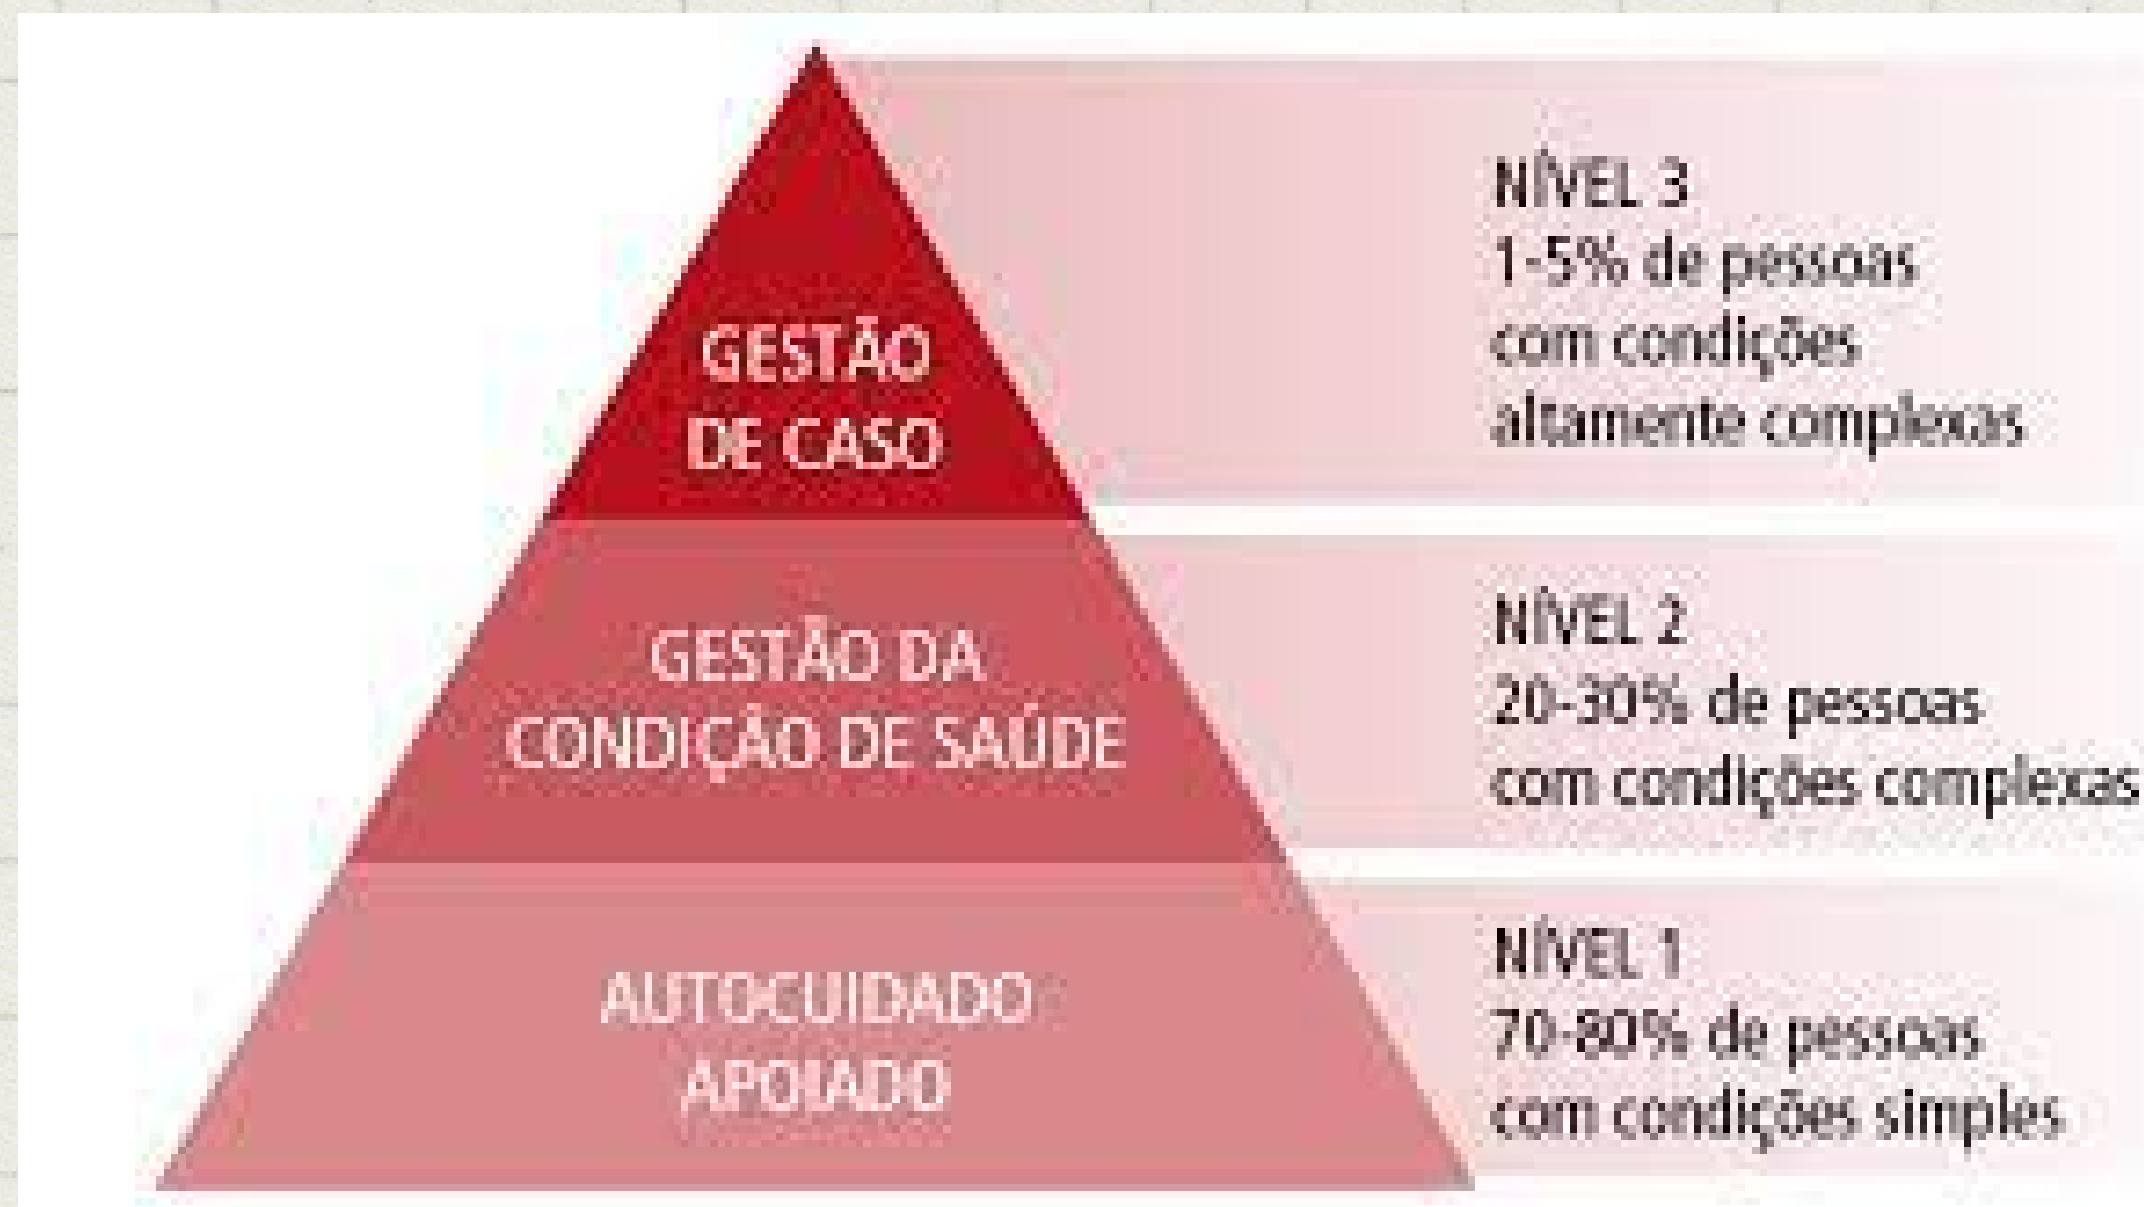 GESTÃO
DE CASO
NÍVEL 3
1-5% de pessoas
com condições
altamente complexas
GESTÃO DA
CONDIÇÃO DE SAÚDE
NÍVEL 2
20-30% de pessoas
com condições complexas
AUTOCUIDADO
APOIADO
NÍVEL 1
70-80% de pessoas
com condições simples